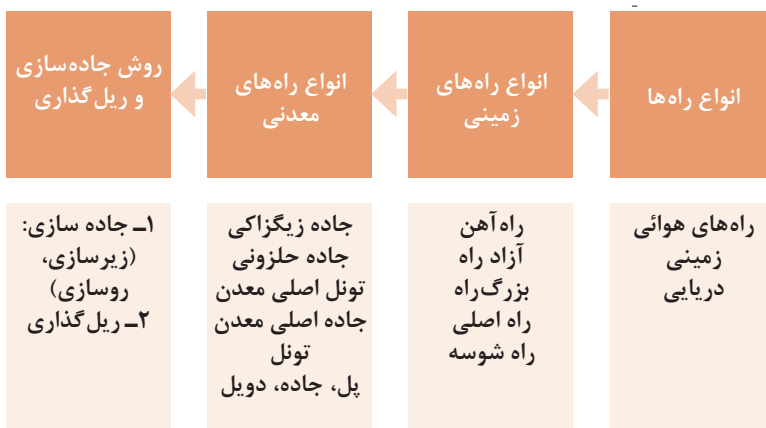 انواع راه‌ها
انواع راه‌های
زمینی
انواع راه‌های
معدنی
روش جاده‌سازی
و ریل‌گذاری
راه‌های هوائی
زمینی
دریایی
راه‌آهن
آزاد راه
بزرگ‌راه
راه اصلی
راه شوسه
جاده زیگزاکی
جاده حلزونی
تونل اصلی معدن
جاده اصلی معدن
تونل
پل، جاده، دویل
۱ــ جاده سازی:
(زیرسازی،
روسازی)
۲ــ ریل‌گذاری